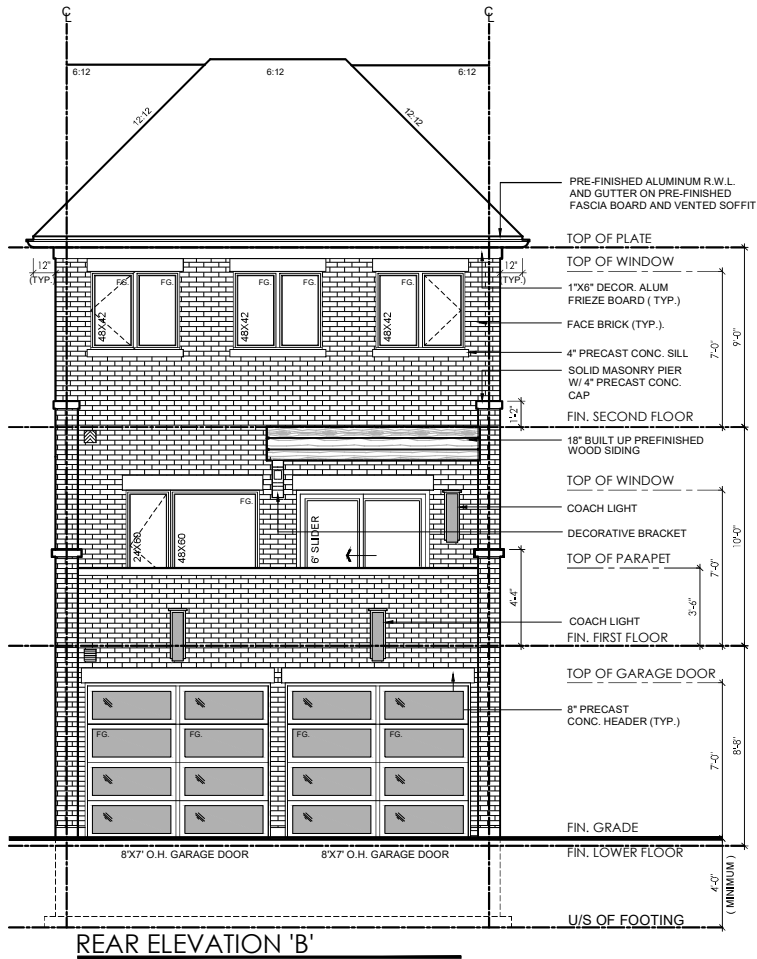 C L
C L
6:12
6:12
6:12
12:12
12:12
PRE-FINISHED ALUMINUM R.W.L.
AND GUTTER ON PRE-FINISHED
FASCIA BOARD AND VENTED SOFFIT
TOP OF PLATE
12"
(TYP.)
12"
(TYP.)
TOP OF WINDOW
FG.
FG.
FG.
FG.
FG.
FG.
48X42
48X42
48X42
1"X6" DECOR. ALUM
FRIEZE BOARD ( TYP.)
FACE BRICK (TYP.).
4" PRECAST CONC. SILL
SOLID MASONRY PIER
W/ 4" PRECAST CONC.
CAP
7'-0"
9'-0"
1'-2"
FIN. SECOND FLOOR
18" BUILT UP PREFINISHED
WOOD SIDING
TOP OF WINDOW
FG.
24X60
48X60
6' SLIDER
COACH LIGHT
DECORATIVE BRACKET
TOP OF PARAPET
7'-0"
10'-0"
4'-4"
3'-6"
COACH LIGHT
FIN. FIRST FLOOR
TOP OF GARAGE DOOR
8" PRECAST
CONC. HEADER (TYP.)
FG.
FG.
FG.
FG.
7'-0"
8'-8"
FIN. GRADE
8'X7' O.H. GARAGE DOOR
8'X7' O.H. GARAGE DOOR
FIN. LOWER FLOOR
4'-0"
( MINIMUM )
U/S OF FOOTING
REAR ELEVATION 'B'